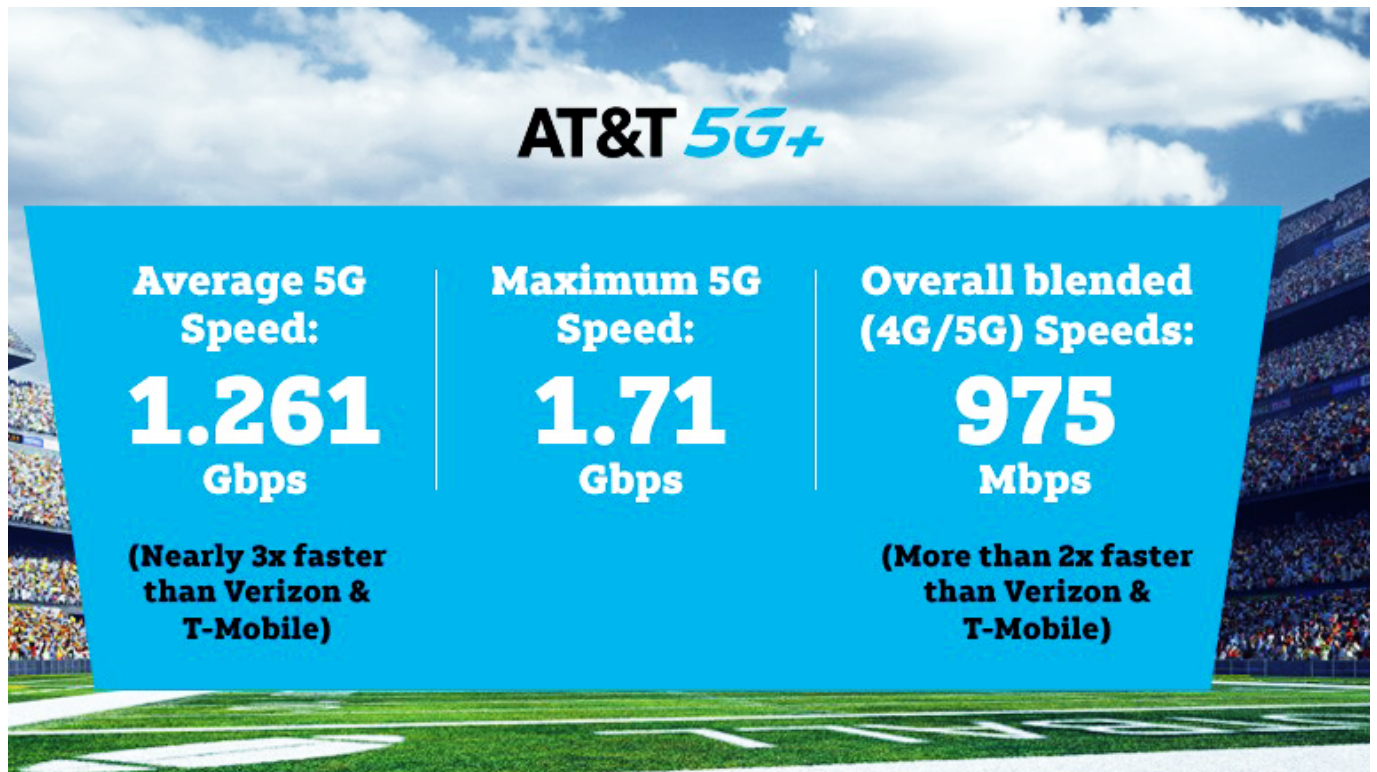 AT&T 5G+
Average 5G
Speed:
1.261
Gbps
(Nearly 3x faster
than Verizon &
T-Mobile)
Maximum 5G
Speed:
1.71
Gbps
Overall blended
(4G/5G) Speeds:
975
Mbps
(More than 2x faster
than Verizon &
T-Mobile)